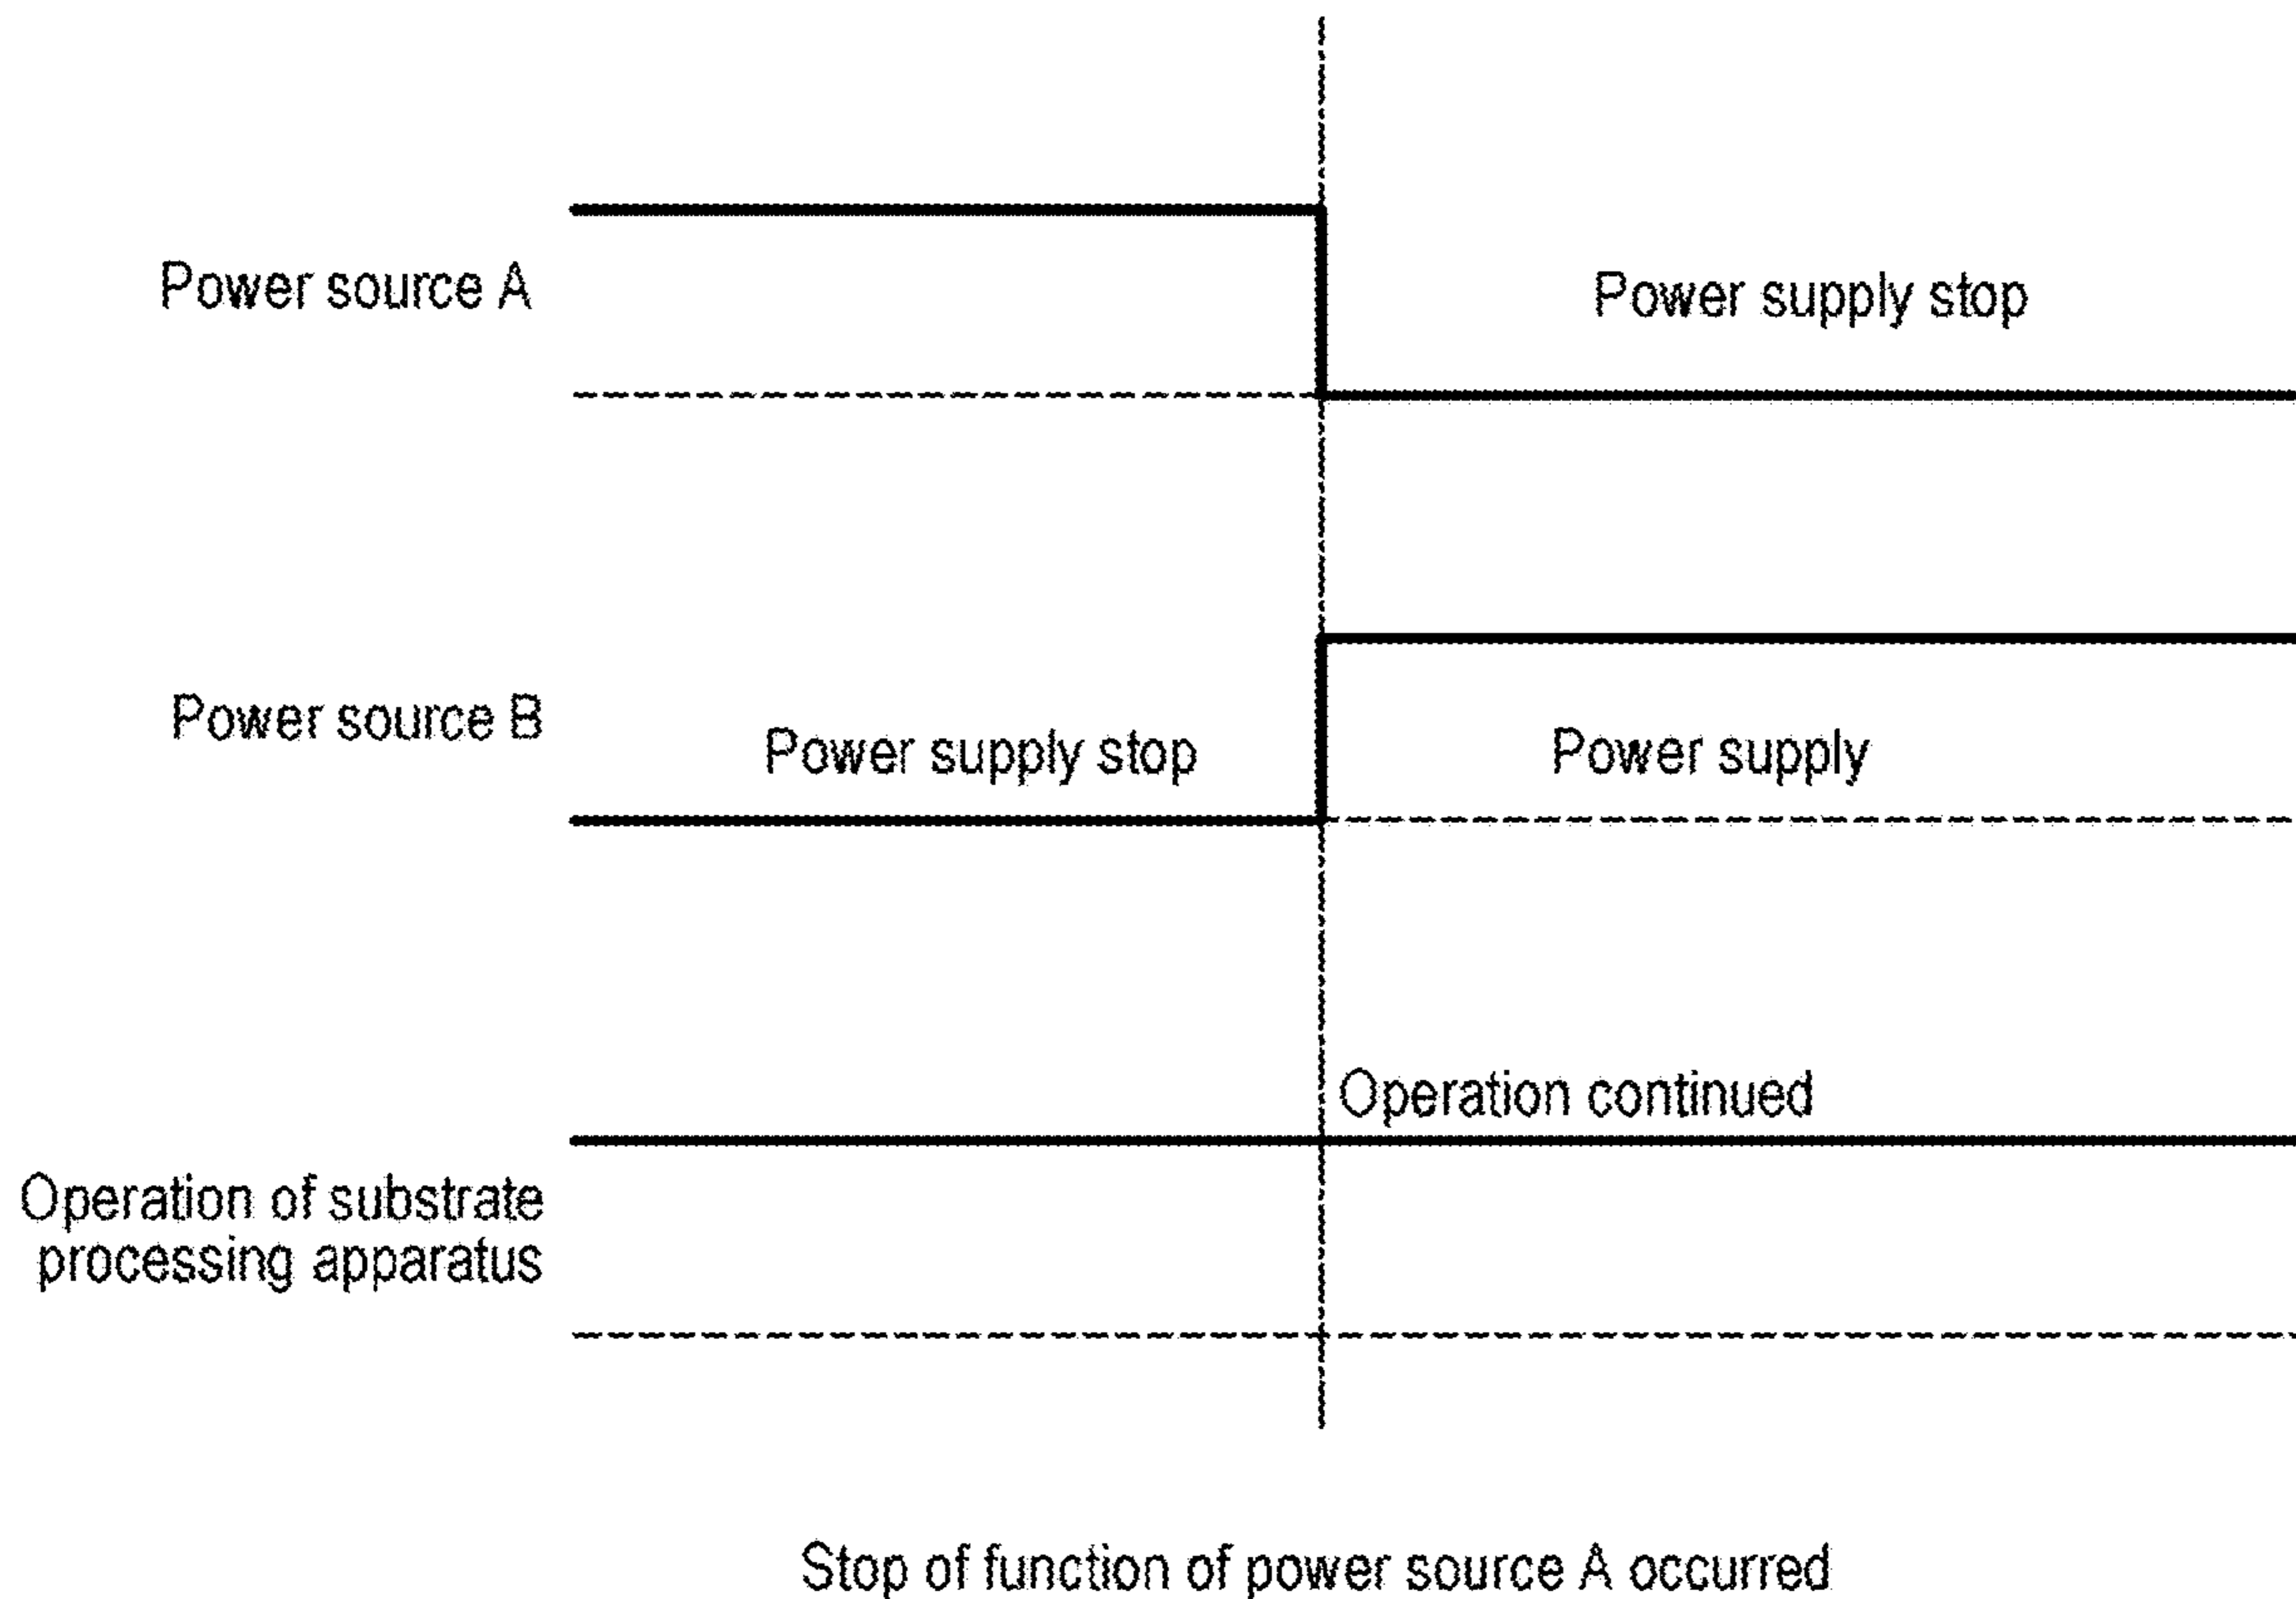 Power source A
Power supply stop
Power source B
Power supply stop
Power supply
Operation continued
Operation of substrate
processing apparatus
Stop of function of power source A occurred